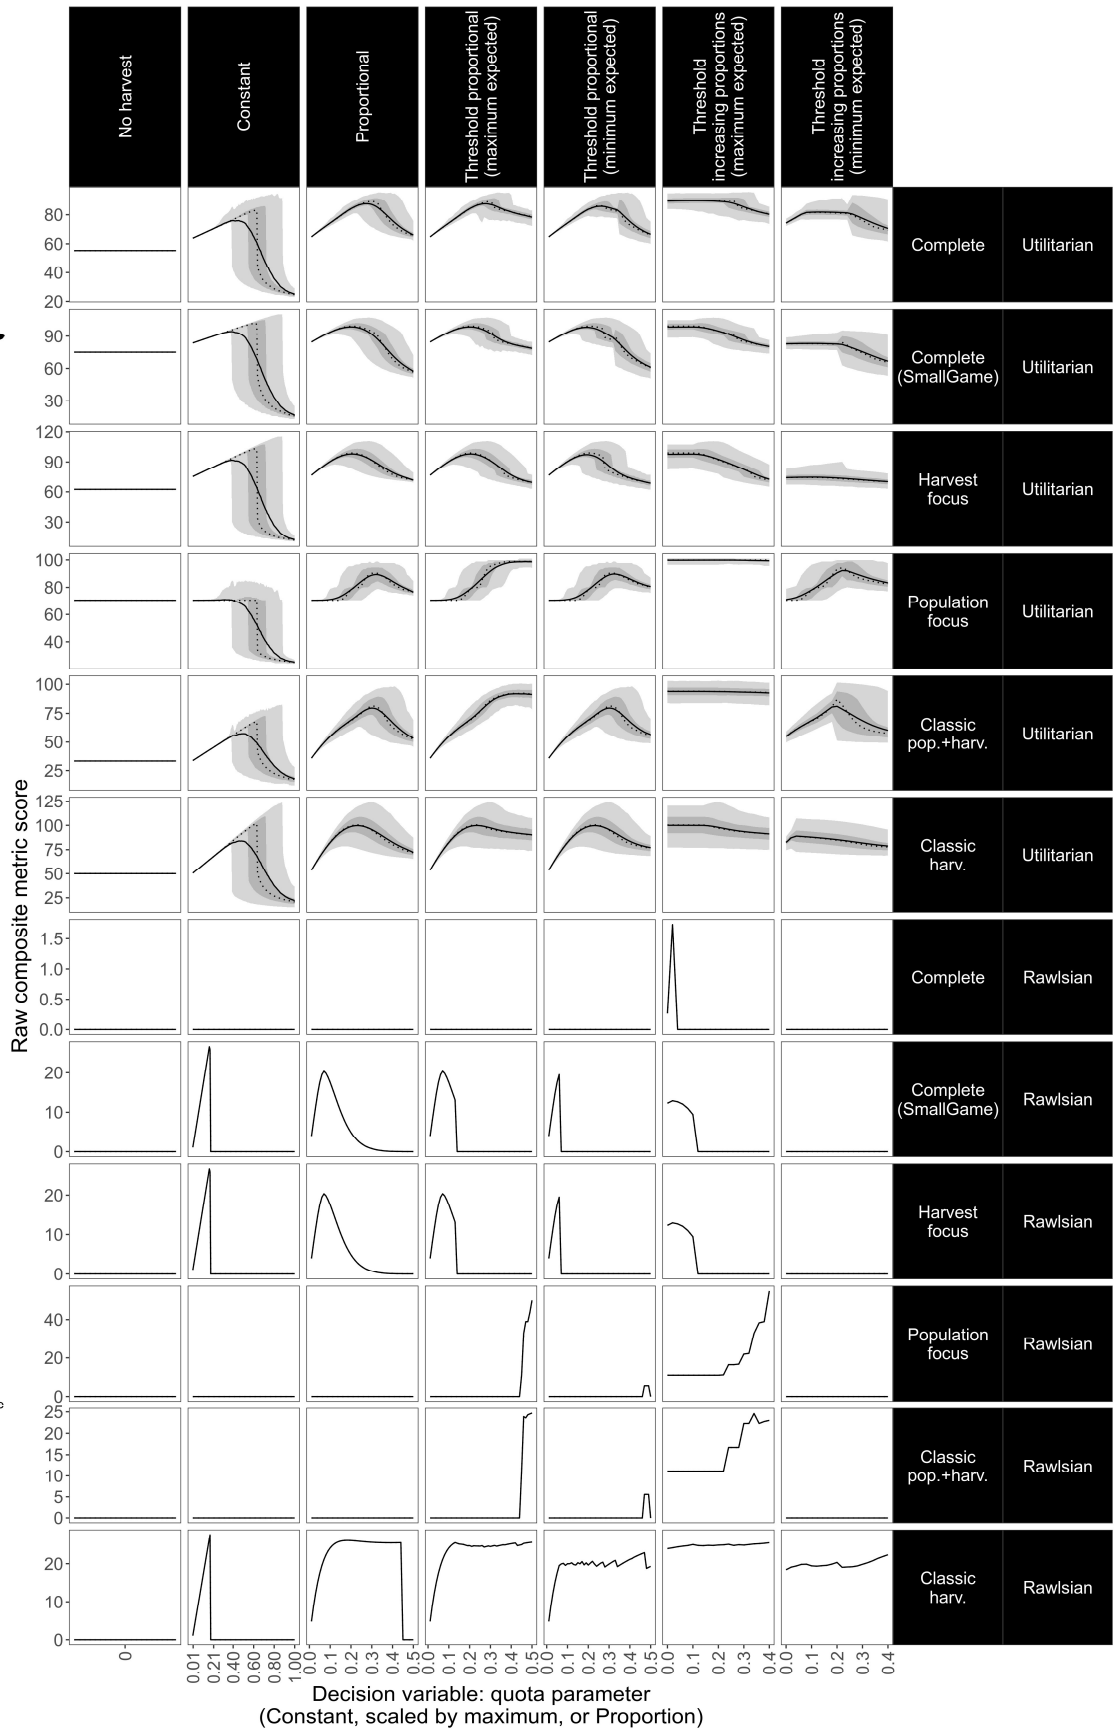 No harvest
Constant
Proportional
Threshold proportional
(maximum expected)
Threshold proportional
(minimum expected)
Threshold
increasing proportions
(maximum expected)
Threshold
increasing proportions
(minimum expected)
80
60
40
20
Complete
Utilitarian
90
60
30
Complete
(SmallGame)
Utilitarian
120
90
60
30
Harvest
focus
Utilitarian
100
80
60
40
Population
focus
Utilitarian
100
75
50
25
Classic
pop.+harv.
Utilitarian
125
100
75
50
25
Classic
harv.
Utilitarian
1.5
1.0
0.5
0.0
Complete
Rawlsian
20
10
0
Complete
(SmallGame)
Rawlsian
20
10
0
Harvest
focus
Rawlsian
40
20
0
Population
focus
Rawlsian
25
20
15
10
5
0
Classic
pop.+harv.
Rawlsian
20
10
0
Classic
harv.
Rawlsian
Raw composite metric score
0
0.01 0.21 0.40 0.60 0.80 1.00
0.0 0.1 0.2 0.3 0.4 0.5
0.0 0.1 0.2 0.3 0.4 0.5
0.0 0.1 0.2 0.3 0.4 0.5
0.0 0.1 0.2 0.3 0.4
0.0 0.1 0.2 0.3 0.4
Decision variable: quota parameter
(Constant, scaled by maximum, or Proportion)